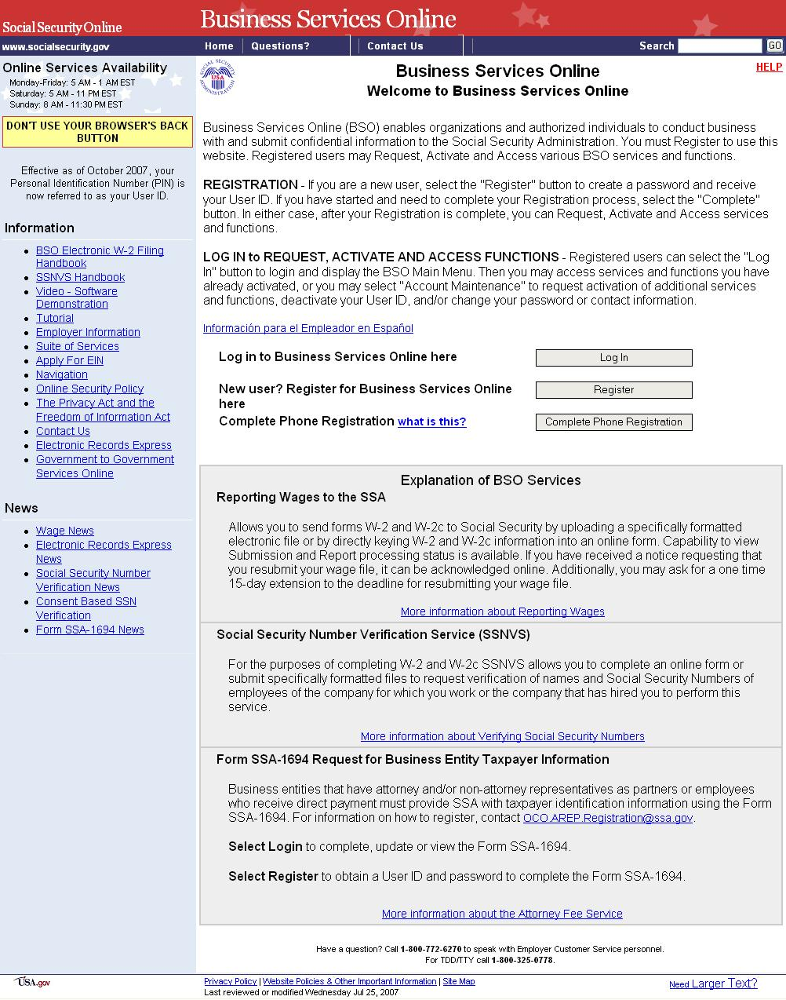 Social Security Online
Business Services Online
www.socialsecurity.gov
Home
Questions?
Contact Us
Search
GO
Online Services Availability
Monday-Friday: 5 AM - 1 AM EST
Saturday: 5 AM - 11 PM EST
Sunday: 8 AM - 11:30 PM EST
DON'T USE YOUR BROWSER'S BACK
BUTTON
Effective as of October 2007, your
Personal Identification Number (PIN) is
now referred to as your User ID.
Information
BSO Electronic W-2 Filing
Handbook
SSNVS Handbook
Video - Software
Demonstration
Tutorial
Employer Information
Suite of Services
Apply For EIN
Navigation
Online Security Policy
The Privacy Act and the
Freedom of Information Act
Contact Us
Electronic Records Express
Government to Government
Services Online
News
Wage News
Electronic Records Express
News
Social Security Number
Verification News
Consent Based SSN
Verification
Form SSA-1694 News
SOCIAL SECURITY ADMINISTRATION
USA
Business Services Online
HELP
Welcome to Business Services Online
Business Services Online (BSO) enables organizations and authorized individuals to conduct business
with and submit confidential information to the Social Security Administration. You must Register to use this
website. Registered users may Request, Activate and Access various BSO services and functions.
REGISTRATION - If you are a new user, select the "Register" button to create a password and receive
your User ID. If you have started and need to complete your Registration process, select the "Complete"
button. In either case, after your Registration is complete, you can Request, Activate and Access services
and functions.
LOG IN to REQUEST, ACTIVATE AND ACCESS FUNCTIONS - Registered users can select the "Log
In" button to login and display the BSO Main Menu. Then you may access services and functions you have
already activated, or you may select "Account Maintenance" to request activation of additional services
and functions, deactivate your User ID, and/or change your password or contact information.
Información para el Empleador en Español
Log in to Business Services Online here
Log In
New user? Register for Business Services Online
here
Register
Complete Phone Registration what is this?
Complete Phone Registration
Explanation of BSO Services
Reporting Wages to the SSA
Allows you to send forms W-2 and W-2c to Social Security by uploading a specifically formatted
electronic file or by directly keying W-2 and W-2c information into an online form. Capability to view
Submission and Report processing status is available. If you have received a notice requesting that
you resubmit your wage file, it can be acknowledged online. Additionally, you may ask for a one time
15-day extension to the deadline for resubmitting your wage file.
More information about Reporting Wages
Social Security Number Verification Service (SSNVS)
For the purposes of completing W-2 and W-2c SSNVS allows you to complete an online form or
submit specifically formatted files to request verification of names and Social Security Numbers of
employees of the company for which you work or the company that has hired you to perform this
service.
More information about Verifying Social Security Numbers
Form SSA-1694 Request for Business Entity Taxpayer Information
Business entities that have attorney and/or non-attorney representatives as partners or employees
who receive direct payment must provide SSA with taxpayer identification information using the Form
SSA-1694. For information on how to register, contact OCO.AREP.Registration@ssa.gov.
Select Login to complete, update or view the Form SSA-1694.
Select Register to obtain a User ID and password to complete the Form SSA-1694.
More information about the Attorney Fee Service
Have a question? Call 1-800-772-6270 to speak with Employer Customer Service personnel.
For TDD/TTY call 1-800-325-0778.
USA.gov
Privacy Policy | Website Policies & Other Important Information | Site Map
Last reviewed or modified Wednesday Jul 25, 2007
Need Larger Text?